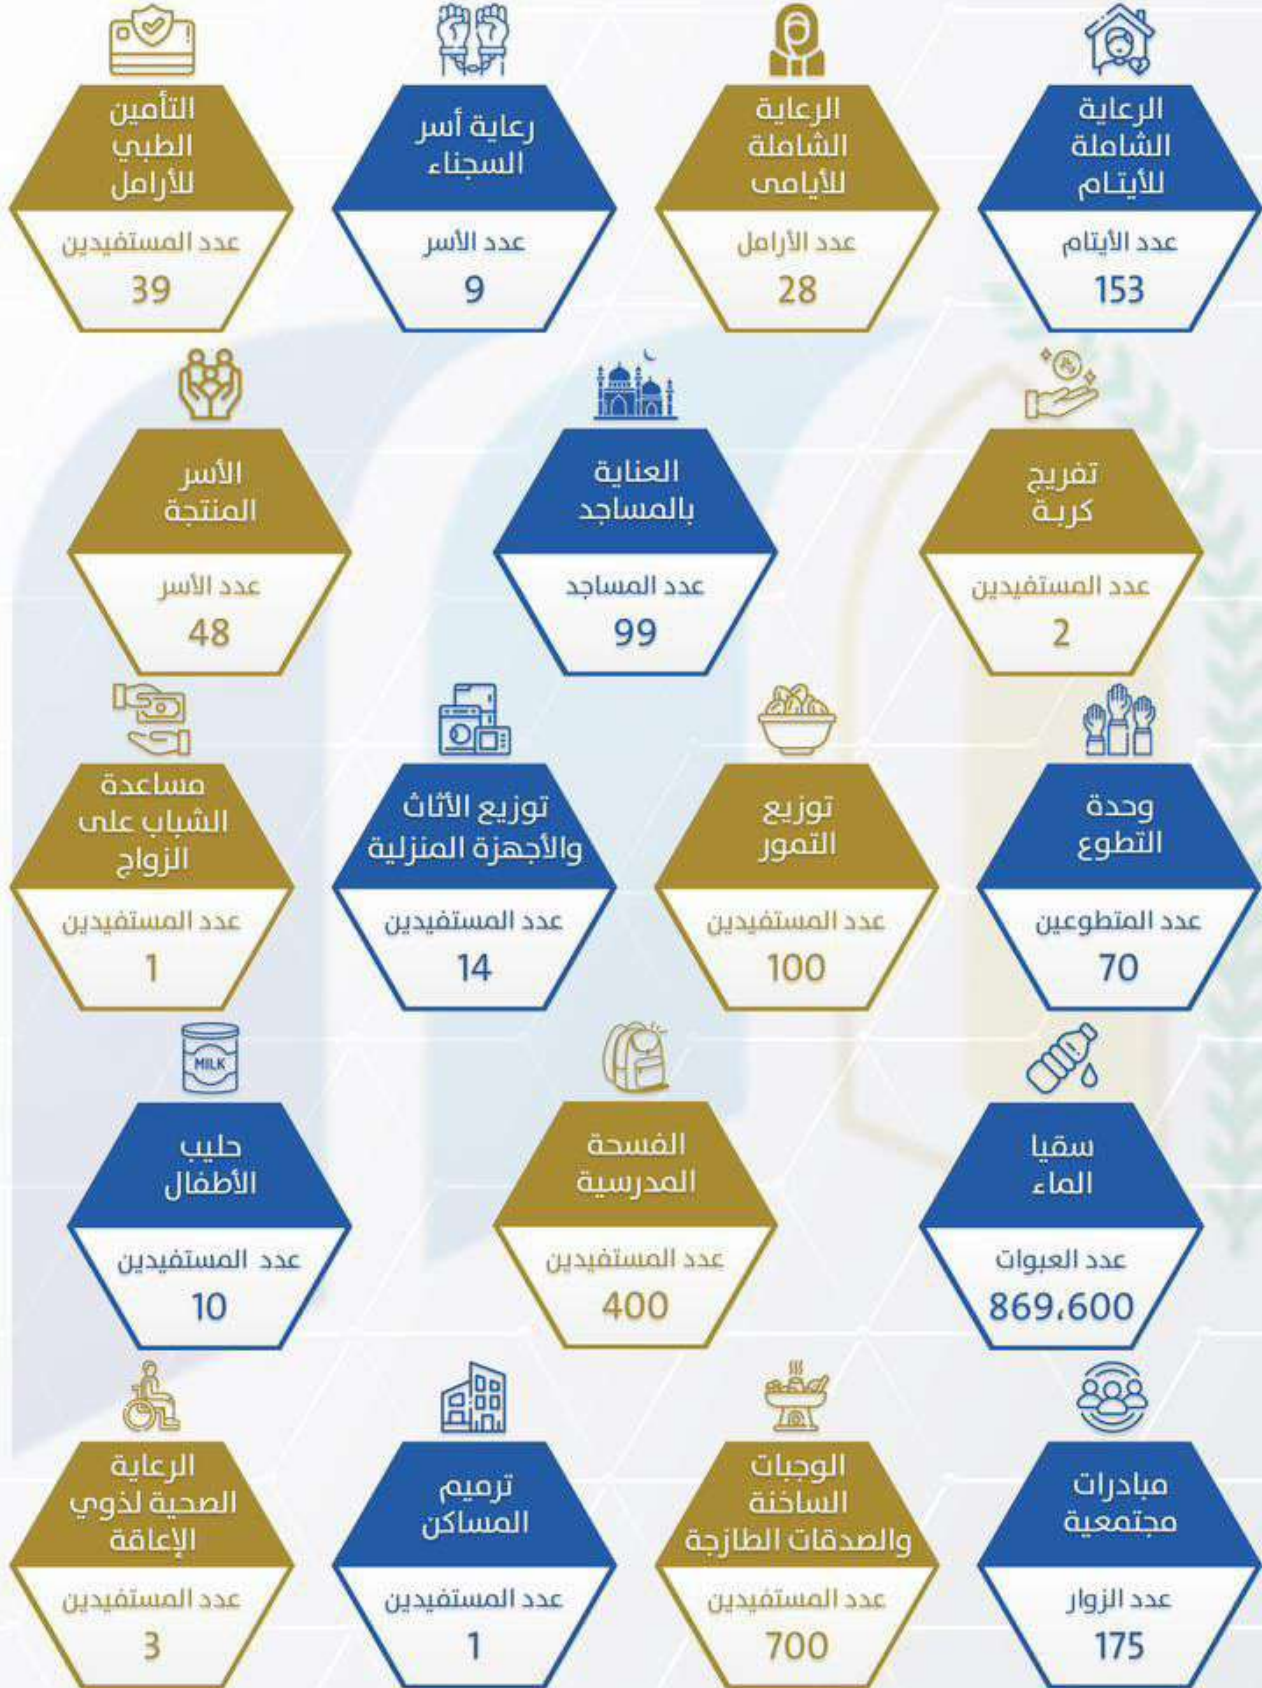 الرعاية
الشاملة
للأيتـام
عدد الأيتام
153
الرعاية
الشاملة
للأيامى
عدد الأرامل
28
رعاية أسر
السجناء
عدد الأسر
9
التأمين
الطبي
للأرامل
عدد المستفيدين
39
تفريج
كربـة
عدد المستفيدين
2
العناية
بالمساجد
عدد المساجد
99
الأسر
المنتجة
عدد الأسر
48
وحدة
التطوع
عدد المتطوعين
70
توزيع
التمور
عدد المستفيدين
100
توزيع الأثاث
والأجهزة المنزلية
عدد المستفيدين
14
مساعدة
الشباب على
الزواج
عدد المستفيدين
1
سقيا
الماء
عدد العبوات
869،600
الفسحة
المدرسية
عدد المستفيدين
400
MILK
حليب
الأطفال
عدد المستفيدين
10
مبادرات
مجتمعية
عدد الزوار
175
الوجبات
الساخنة
والصدقات الطازجة
عدد المستفيدين
700
ترميم
المساكن
عدد المستفيدين
1
الرعاية
الصحية لذوي
الإعاقة
عدد المستفيدين
3